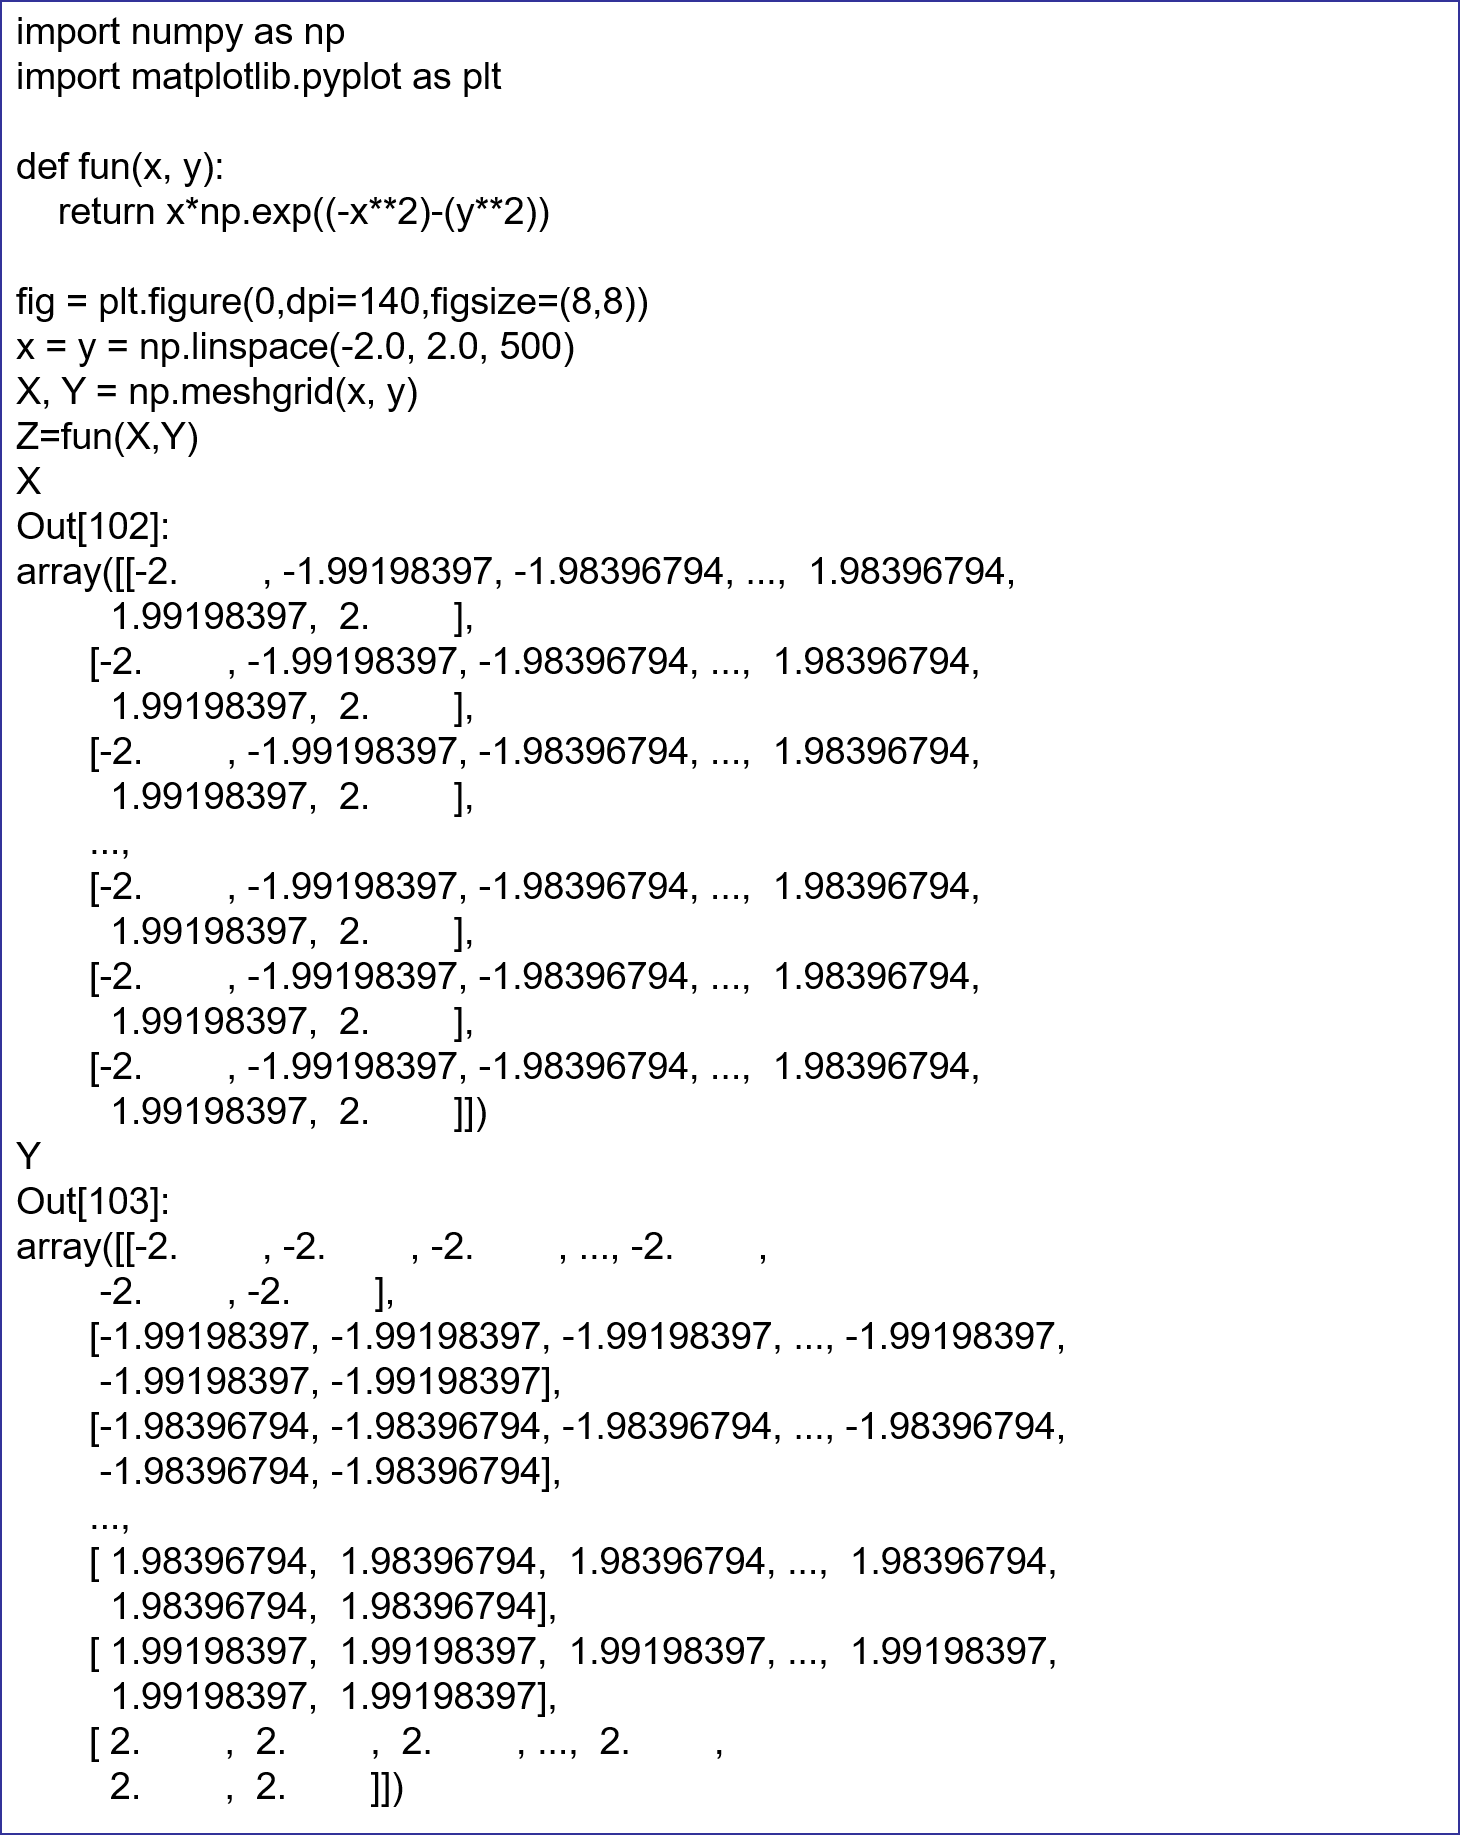 import numpy as np
import matplotlib.pyplot as plt

def fun(x, y):
    return x*np.exp((-x**2)-(y**2))

fig = plt.figure(0,dpi=140,figsize=(8,8))
x = y = np.linspace(-2.0, 2.0, 500)
X, Y = np.meshgrid(x, y)
Z=fun(X,Y)
X
Out[102]:
array([[-2.        , -1.99198397, -1.98396794, ...,  1.98396794,
         1.99198397,  2.        ],
       [-2.        , -1.99198397, -1.98396794, ...,  1.98396794,
         1.99198397,  2.        ],
       [-2.        , -1.99198397, -1.98396794, ...,  1.98396794,
         1.99198397,  2.        ],
       ...,
       [-2.        , -1.99198397, -1.98396794, ...,  1.98396794,
         1.99198397,  2.        ],
       [-2.        , -1.99198397, -1.98396794, ...,  1.98396794,
         1.99198397,  2.        ],
       [-2.        , -1.99198397, -1.98396794, ...,  1.98396794,
         1.99198397,  2.        ]])
Y
Out[103]:
array([[-2.        , -2.        , -2.        , ..., -2.        ,
        -2.        , -2.        ],
       [-1.99198397, -1.99198397, -1.99198397, ..., -1.99198397,
        -1.99198397, -1.99198397],
       [-1.98396794, -1.98396794, -1.98396794, ..., -1.98396794,
        -1.98396794, -1.98396794],
       ...,
       [ 1.98396794,  1.98396794,  1.98396794, ...,  1.98396794,
         1.98396794,  1.98396794],
       [ 1.99198397,  1.99198397,  1.99198397, ...,  1.99198397,
         1.99198397,  1.99198397],
       [ 2.        ,  2.        ,  2.        , ...,  2.        ,
         2.        ,  2.        ]])